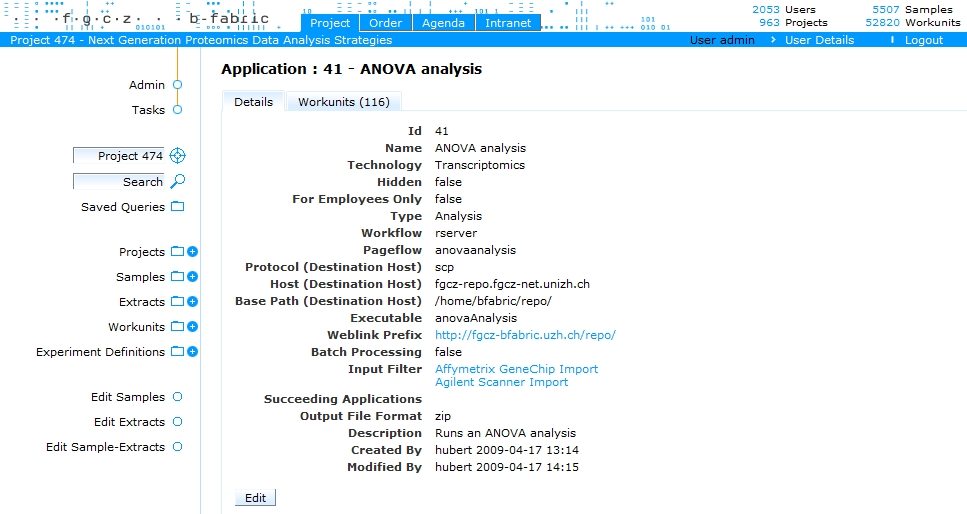 f·g·c·z· b-fabric
Project Order Agenda Intranet
2053 Users 5507 Samples
963 Projects 52820 Workunits
Project 474 - Next Generation Proteomics Data Analysis Strategies
User admin > User Details | Logout
Admin
Tasks
Project 474
Search
Saved Queries
Projects
Samples
Extracts
Workunits
Experiment Definitions
Edit Samples
Edit Extracts
Edit Sample-Extracts
Application : 41 - ANOVA analysis
Details Workunits (116)
Id 41
Name ANOVA analysis
Technology Transcriptomics
Hidden false
For Employees Only false
Type Analysis
Workflow rserver
Pageflow anovaanalysis
Protocol (Destination Host) scp
Host (Destination Host) fgcz-repo.fgcz-net.unizh.ch
Base Path (Destination Host) /home/bfabric/repo/
Executable anovaAnalysis
Weblink Prefix http://fgcz-bfabric.uzh.ch/repo/
Batch Processing false
Input Filter Affymetrix GeneChip Import
Agilent Scanner Import
Succeeding Applications
Output File Format zip
Description Runs an ANOVA analysis
Created By hubert 2009-04-17 13:14
Modified By hubert 2009-04-17 14:15
Edit